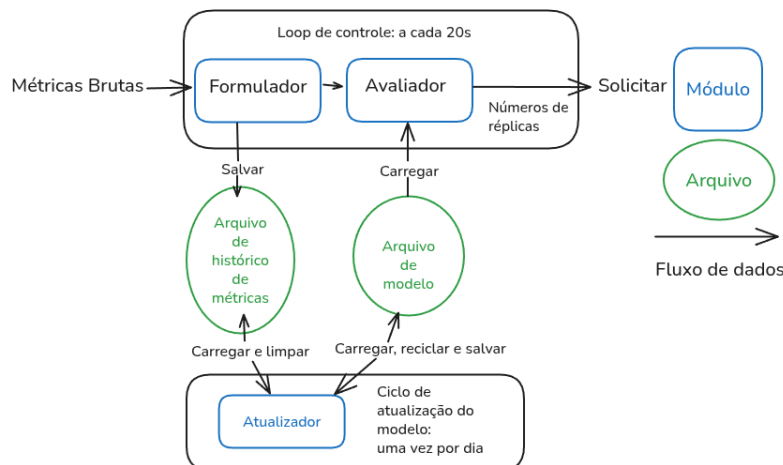 Loop de controle: a cada 20s
Métricas Brutas
Formulador
Avaliador
Números de
réplicas
Solicitar
Módulo
Salvar
Carregar
Arquivo
Fluxo de dados
Arquivo
de
histórico
de
métricas
Arquivo
de
modelo
Carregar e limpar
Carregar, reciclar e salvar
Atualizador
Ciclo de
atualização do
modelo:
uma vez por dia